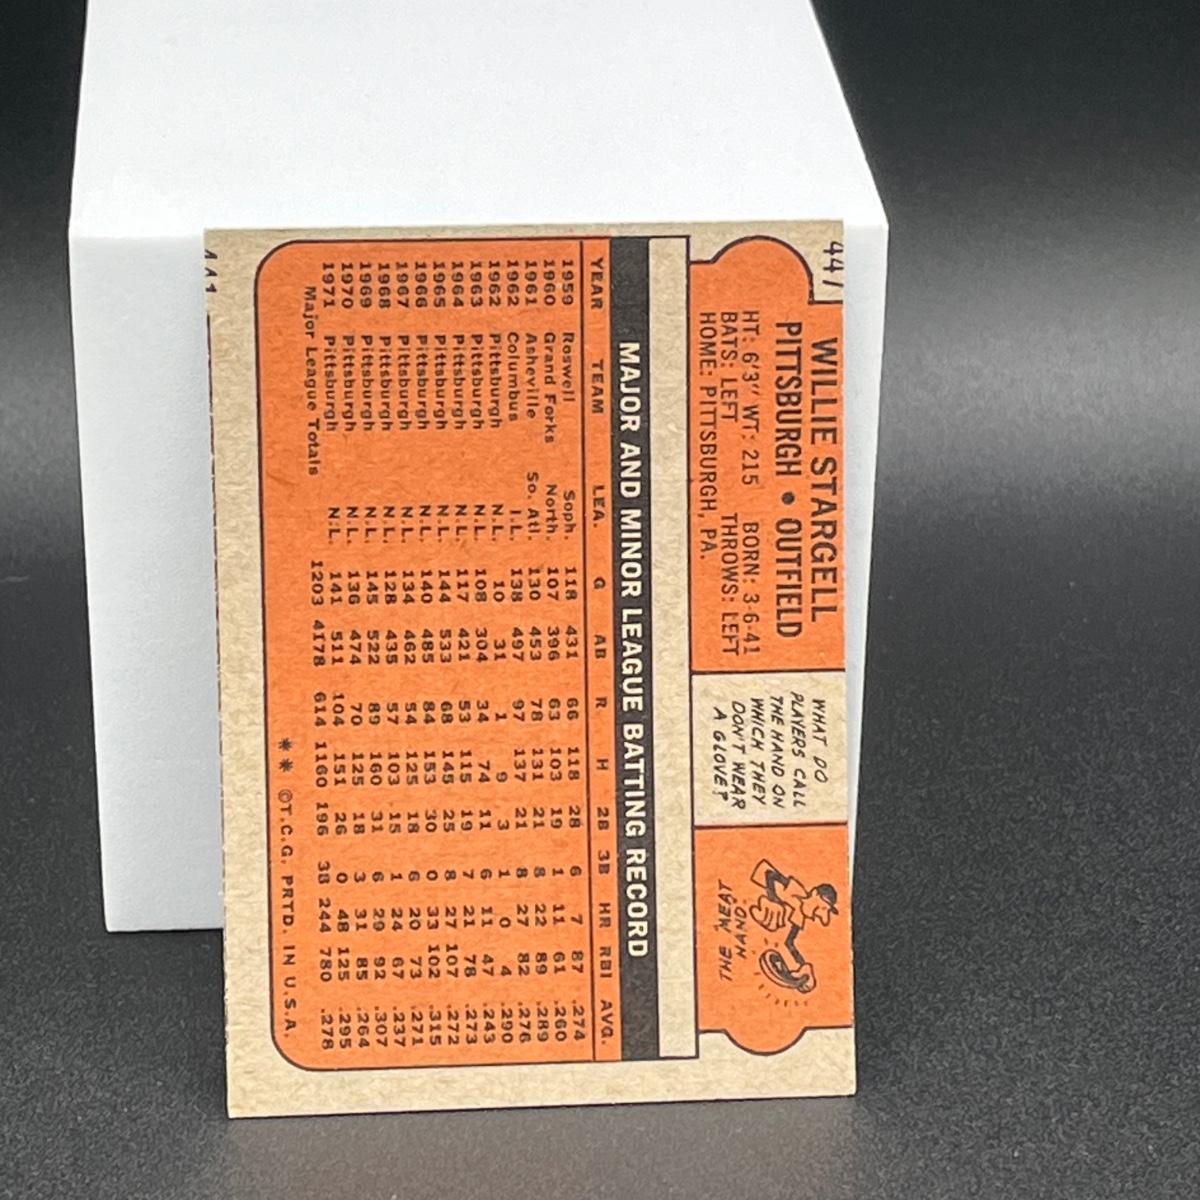 447
WILLIE STARGELL
PITTSBURGH • OUTFIELD
HT: 6'3" WT: 215 BORN: 3-6-41
BATS: LEFT THROWS: LEFT
HOME: PITTSBURGH, PA.
WHAT DO
PLAYERS CALL
THE HAND ON
WHICH THEY
DON'T WEAR
A GLOVE?
THE MEAT
HAND.
MAJOR AND MINOR LEAGUE BATTING RECORD
YEAR TEAM LEA. G AB R H 2B 3B HR RBI AVG.
1959 Roswell Soph. 118 431 66 118 28 6 7 87 .274
1960 Grand Forks North. 107 396 63 103 19 1 11 61 .260
1961 Asheville So. Atl. 130 453 78 131 21 8 22 89 .289
1962 Columbus I.L. 138 497 97 137 21 8 27 82 .276
1962 Pittsburgh N.L. 10 31 1 9 3 1 0 4 .290
1963 Pittsburgh N.L. 108 304 34 74 11 6 11 47 .243
1964 Pittsburgh N.L. 117 421 53 115 19 7 21 78 .273
1965 Pittsburgh N.L. 144 533 68 145 25 8 27 107 .272
1966 Pittsburgh N.L. 140 485 84 153 30 0 33 102 .315
1967 Pittsburgh N.L. 134 462 54 125 18 6 20 73 .271
1968 Pittsburgh N.L. 128 435 57 103 15 1 24 67 .237
1969 Pittsburgh N.L. 145 522 89 160 31 6 29 92 .307
1970 Pittsburgh N.L. 136 474 70 125 18 3 31 85 .264
1971 Pittsburgh N.L. 141 511 104 151 26 0 48 125 .295
Major League Totals 1203 4178 614 1160 196 38 244 780 .278
** ©T.C.G. PRTD. IN U.S.A.